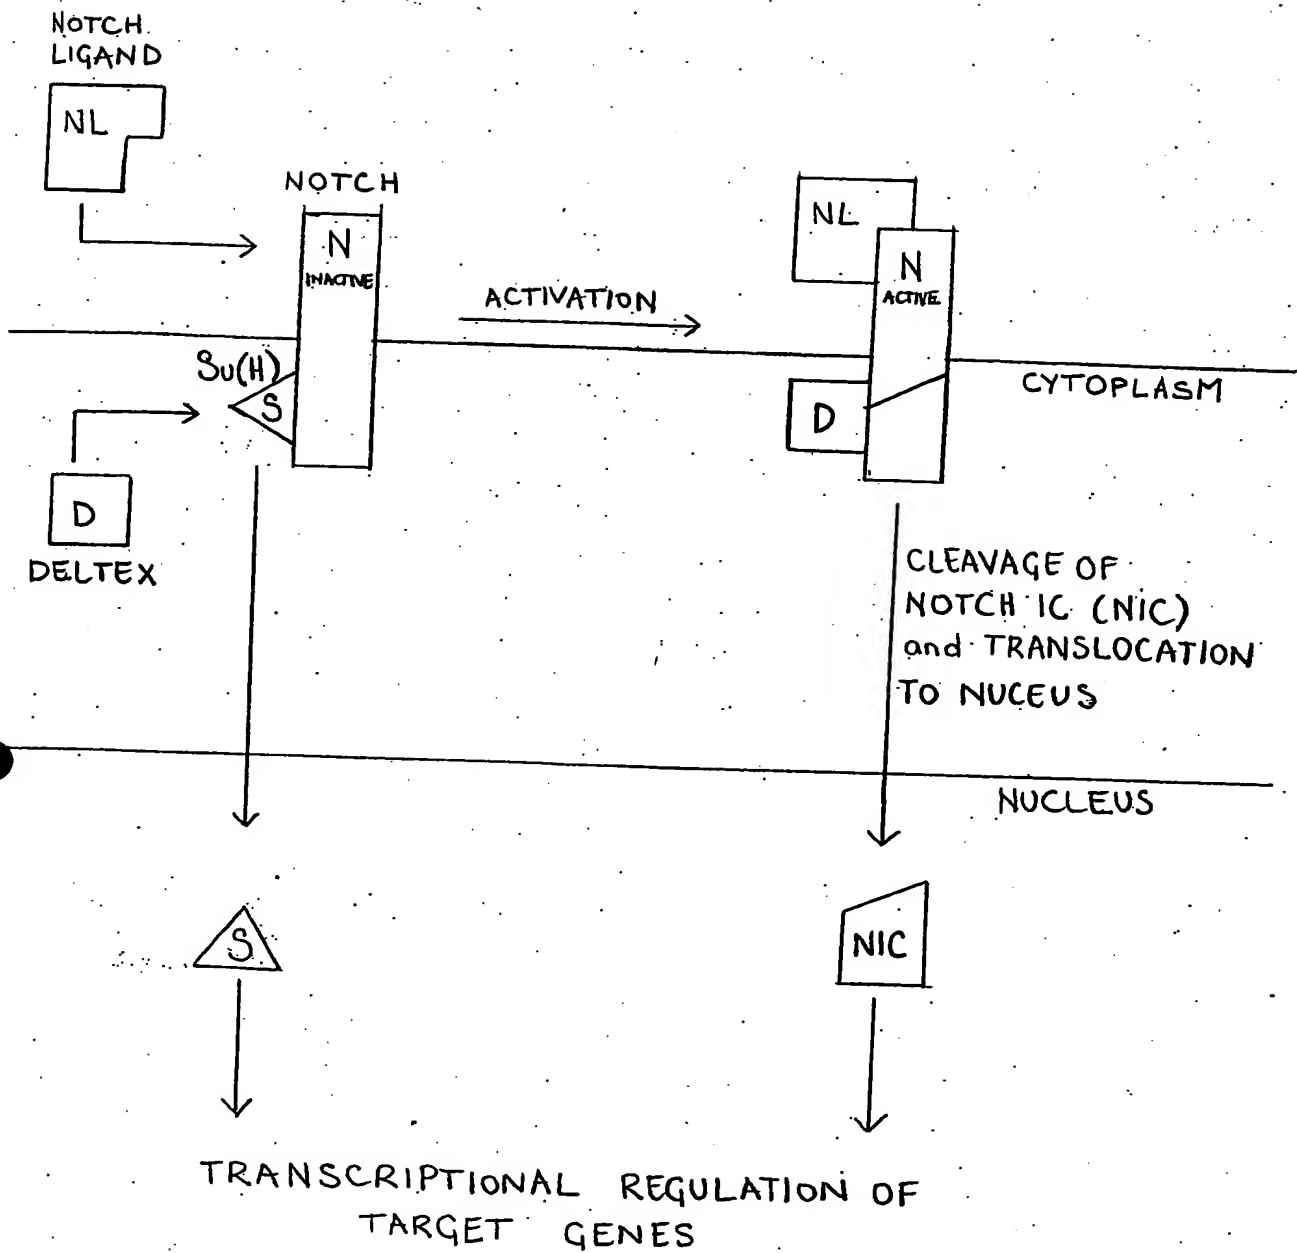 NOTCH
LIGAND
NL
NOTCH
N
INACTIVE
ACTIVATION
NL
N
ACTIVE
Su(H)
S
CYTOPLASM
D
D
DELTEX
CLEAVAGE OF
NOTCH IC (NIC)
and TRANSLOCATION
TO NUCEUS
NUCLEUS
S
NIC
TRANSCRIPTIONAL REGULATION OF
TARGET GENES